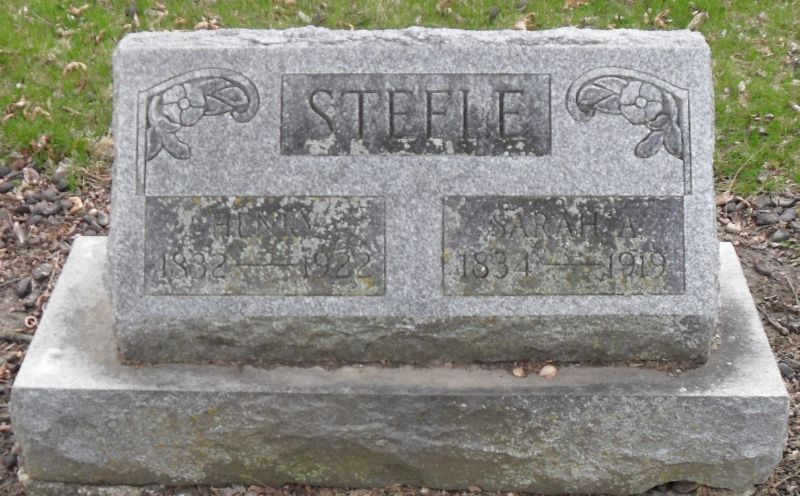 STEELE
HENRY
1832 — 1922
SARAH A.
1834 — 1919